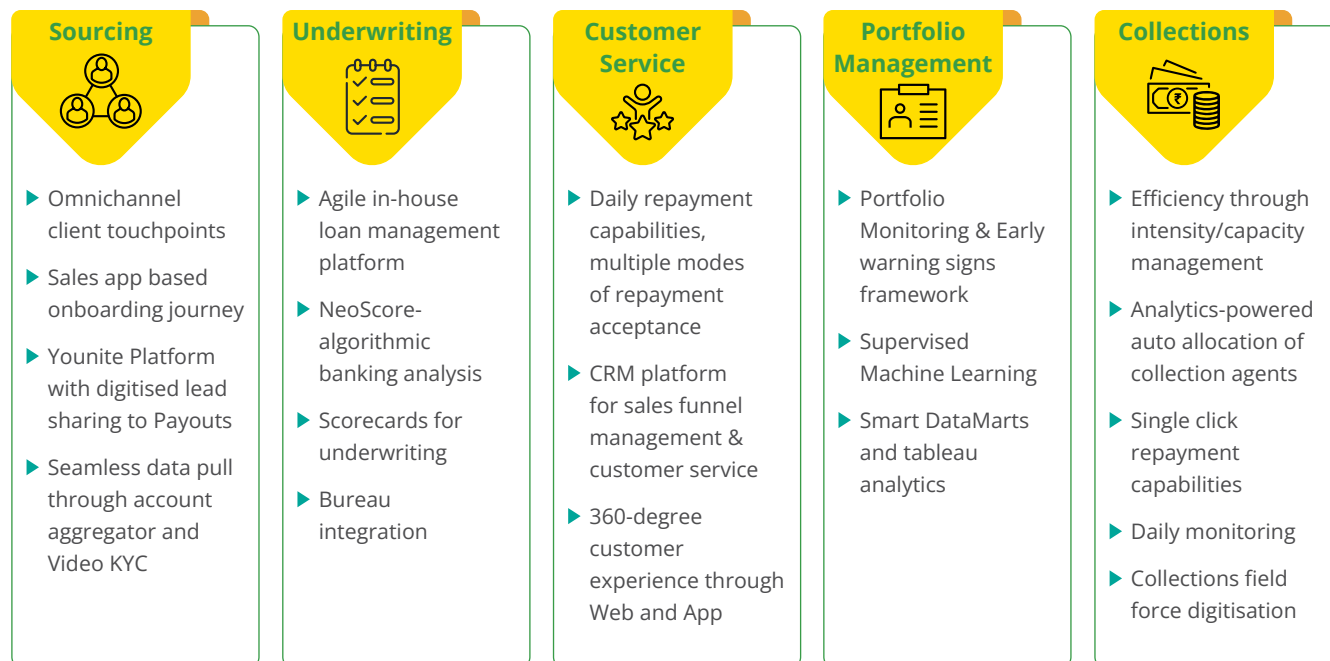 Sourcing
Omnichannel
client touchpoints
Sales app based
onboarding journey
Younite Platform
with digitised lead
sharing to Payouts
Seamless data pull
through account
aggregator and
Video KYC
Underwriting
Agile in-house
loan management
platform
NeoScore-
algorithmic
banking analysis
Scorecards for
underwriting
Bureau
integration
Customer
Service
Daily repayment
capabilities,
multiple modes
of repayment
acceptance
CRM platform
for sales funnel
management &
customer service
360-degree
customer
experience through
Web and App
Portfolio
Management
Portfolio
Monitoring & Early
warning signs
framework
Supervised
Machine Learning
Smart DataMarts
and tableau
analytics
Collections
₹
Efficiency through
intensity/capacity
management
Analytics-powered
auto allocation of
collection agents
Single click
repayment
capabilities
Daily monitoring
Collections field
force digitisation